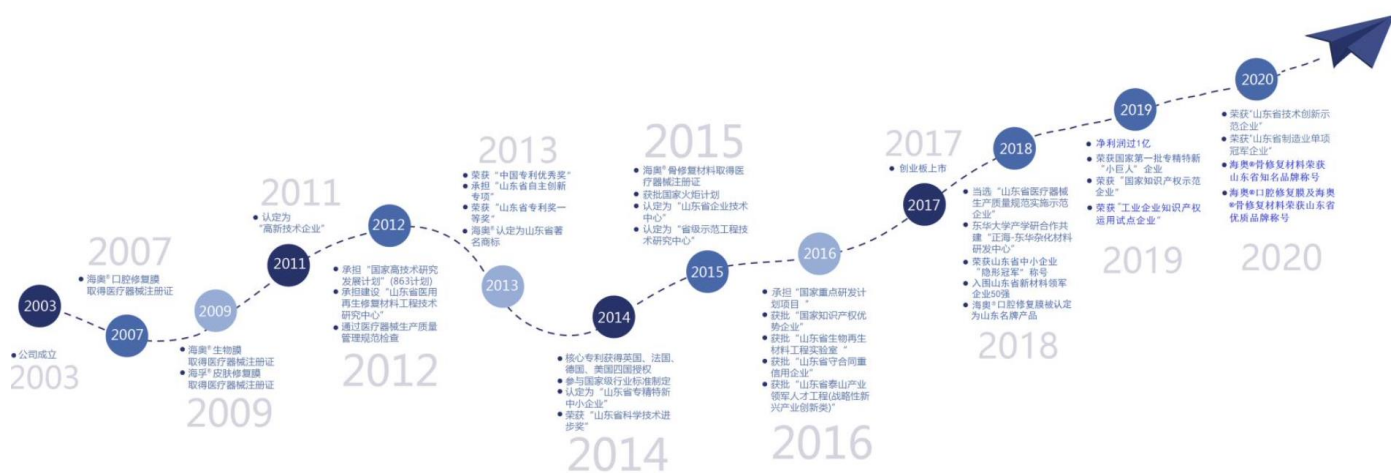 2003
公司成立
2003
2007
海奥®口腔修复膜
取得医疗器械注册证
2007
2009
海奥®生物膜
取得医疗器械注册证
海孚®皮肤修复膜
取得医疗器械注册证
2009
2011
认定为
“高新技术企业”
2011
2012
承担“国家高技术研究
发展计划”(863计划)
承担建设“山东省医用
再生修复材料工程技术
研究中心”
通过医疗器械生产质量
管理规范检查
2012
2013
荣获“中国专利优秀奖”
承担“山东省自主创新
专项”
荣获“山东省专利奖一
等奖”
海奥®认定为山东省著
名商标
2013
2014
核心专利获得英国、法国、
德国、美国四国授权
参与国家级行业标准制定
认定为“山东省专精特新
中小企业”
荣获“山东省科学技术进
步奖”
2014
2015
海奥®骨修复材料取得医
疗器械注册证
获批国家火炬计划
认定为“山东省企业技术
中心”
认定为“省级示范工程技
术研究中心”
2015
2016
承担“国家重点研发计
划项目“
获批“国家知识产权优
势企业”
获批“山东省生物再生
材料工程实验室 “
获批“山东省守合同重
信用企业”
获批“山东省泰山产业
领军人才工程(战略性新
兴产业创新类)”
2016
2017
创业板上市
2017
2018
当选“山东省医疗器械
生产质量规范实施示范
企业”
东华大学产学研合作共
建“正海-东华杂化材料
研发中心”
荣获山东省中小企业
“隐形冠军”称号
入围山东省新材料领军
企业50强
海奥®口腔修复膜被认定
为山东名牌产品
2018
2019
净利润过1亿
荣获国家第一批专精特新
“小巨人”企业
荣获“国家知识产权示范
企业”
荣获“工业企业知识产权
运用试点企业”
2019
2020
荣获“山东省技术创新示
范企业”
荣获“山东省制造业单项
冠军企业”
海奥®骨修复材料荣获
山东省知名品牌称号
海奥®口腔修复膜及海奥
®骨修复材料荣获山东省
优质品牌称号
2020